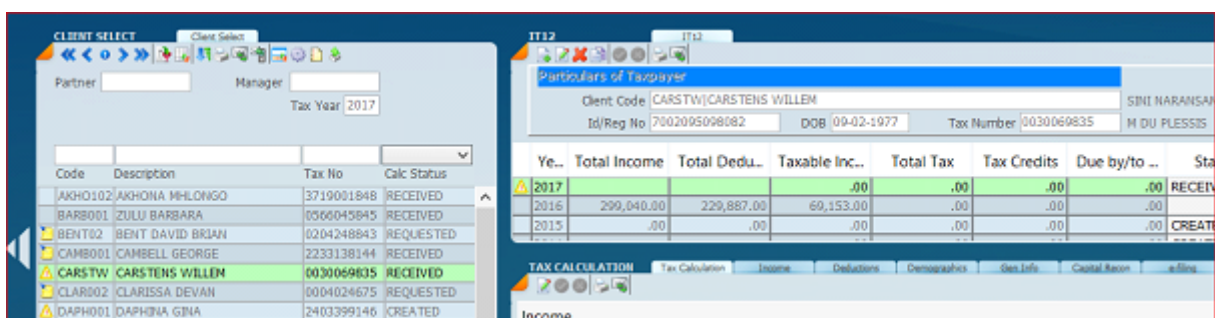 CLIENT SELECT
Client Select
Partner
Manager
Tax Year 2017
Code Description Tax No Calc Status
AKHO102 AKHONA MHLONGO 3719001848 RECEIVED
BARB001 ZULU BARBARA 0566045845 RECEIVED
BENT02 BENT DAVID BRIAN 0204248843 REQUESTED
CAMB001 CAMBELL GEORGE 2233138144 RECEIVED
CARSTW CARSTENS WILLEM 0030069835 RECEIVED
CLAR002 CLARISSA DEVAN 0004024675 REQUESTED
DAPH001 DAPHINA GINA 2403399146 CREATED
IT12
IT12
Particulars of Taxpayer
Client Code CARSTW|CARSTENS WILLEM SINI NARANSAM
Id/Reg No 7002095098082 DOB 09-02-1977 Tax Number 0030069835 M DU PLESSIS
Ye... Total Income Total Dedu... Taxable Inc... Total Tax Tax Credits Due by/to ... Sta
2017 .00 .00 .00 .00 RECEIV
2016 299,040.00 229,887.00 69,153.00 .00 .00 .00
2015 .00 .00 .00 .00 .00 .00 CREATE
TAX CALCULATION
Tax Calculation Income Deductions Demographics Gen.Info Capital Recon e-filing
Income